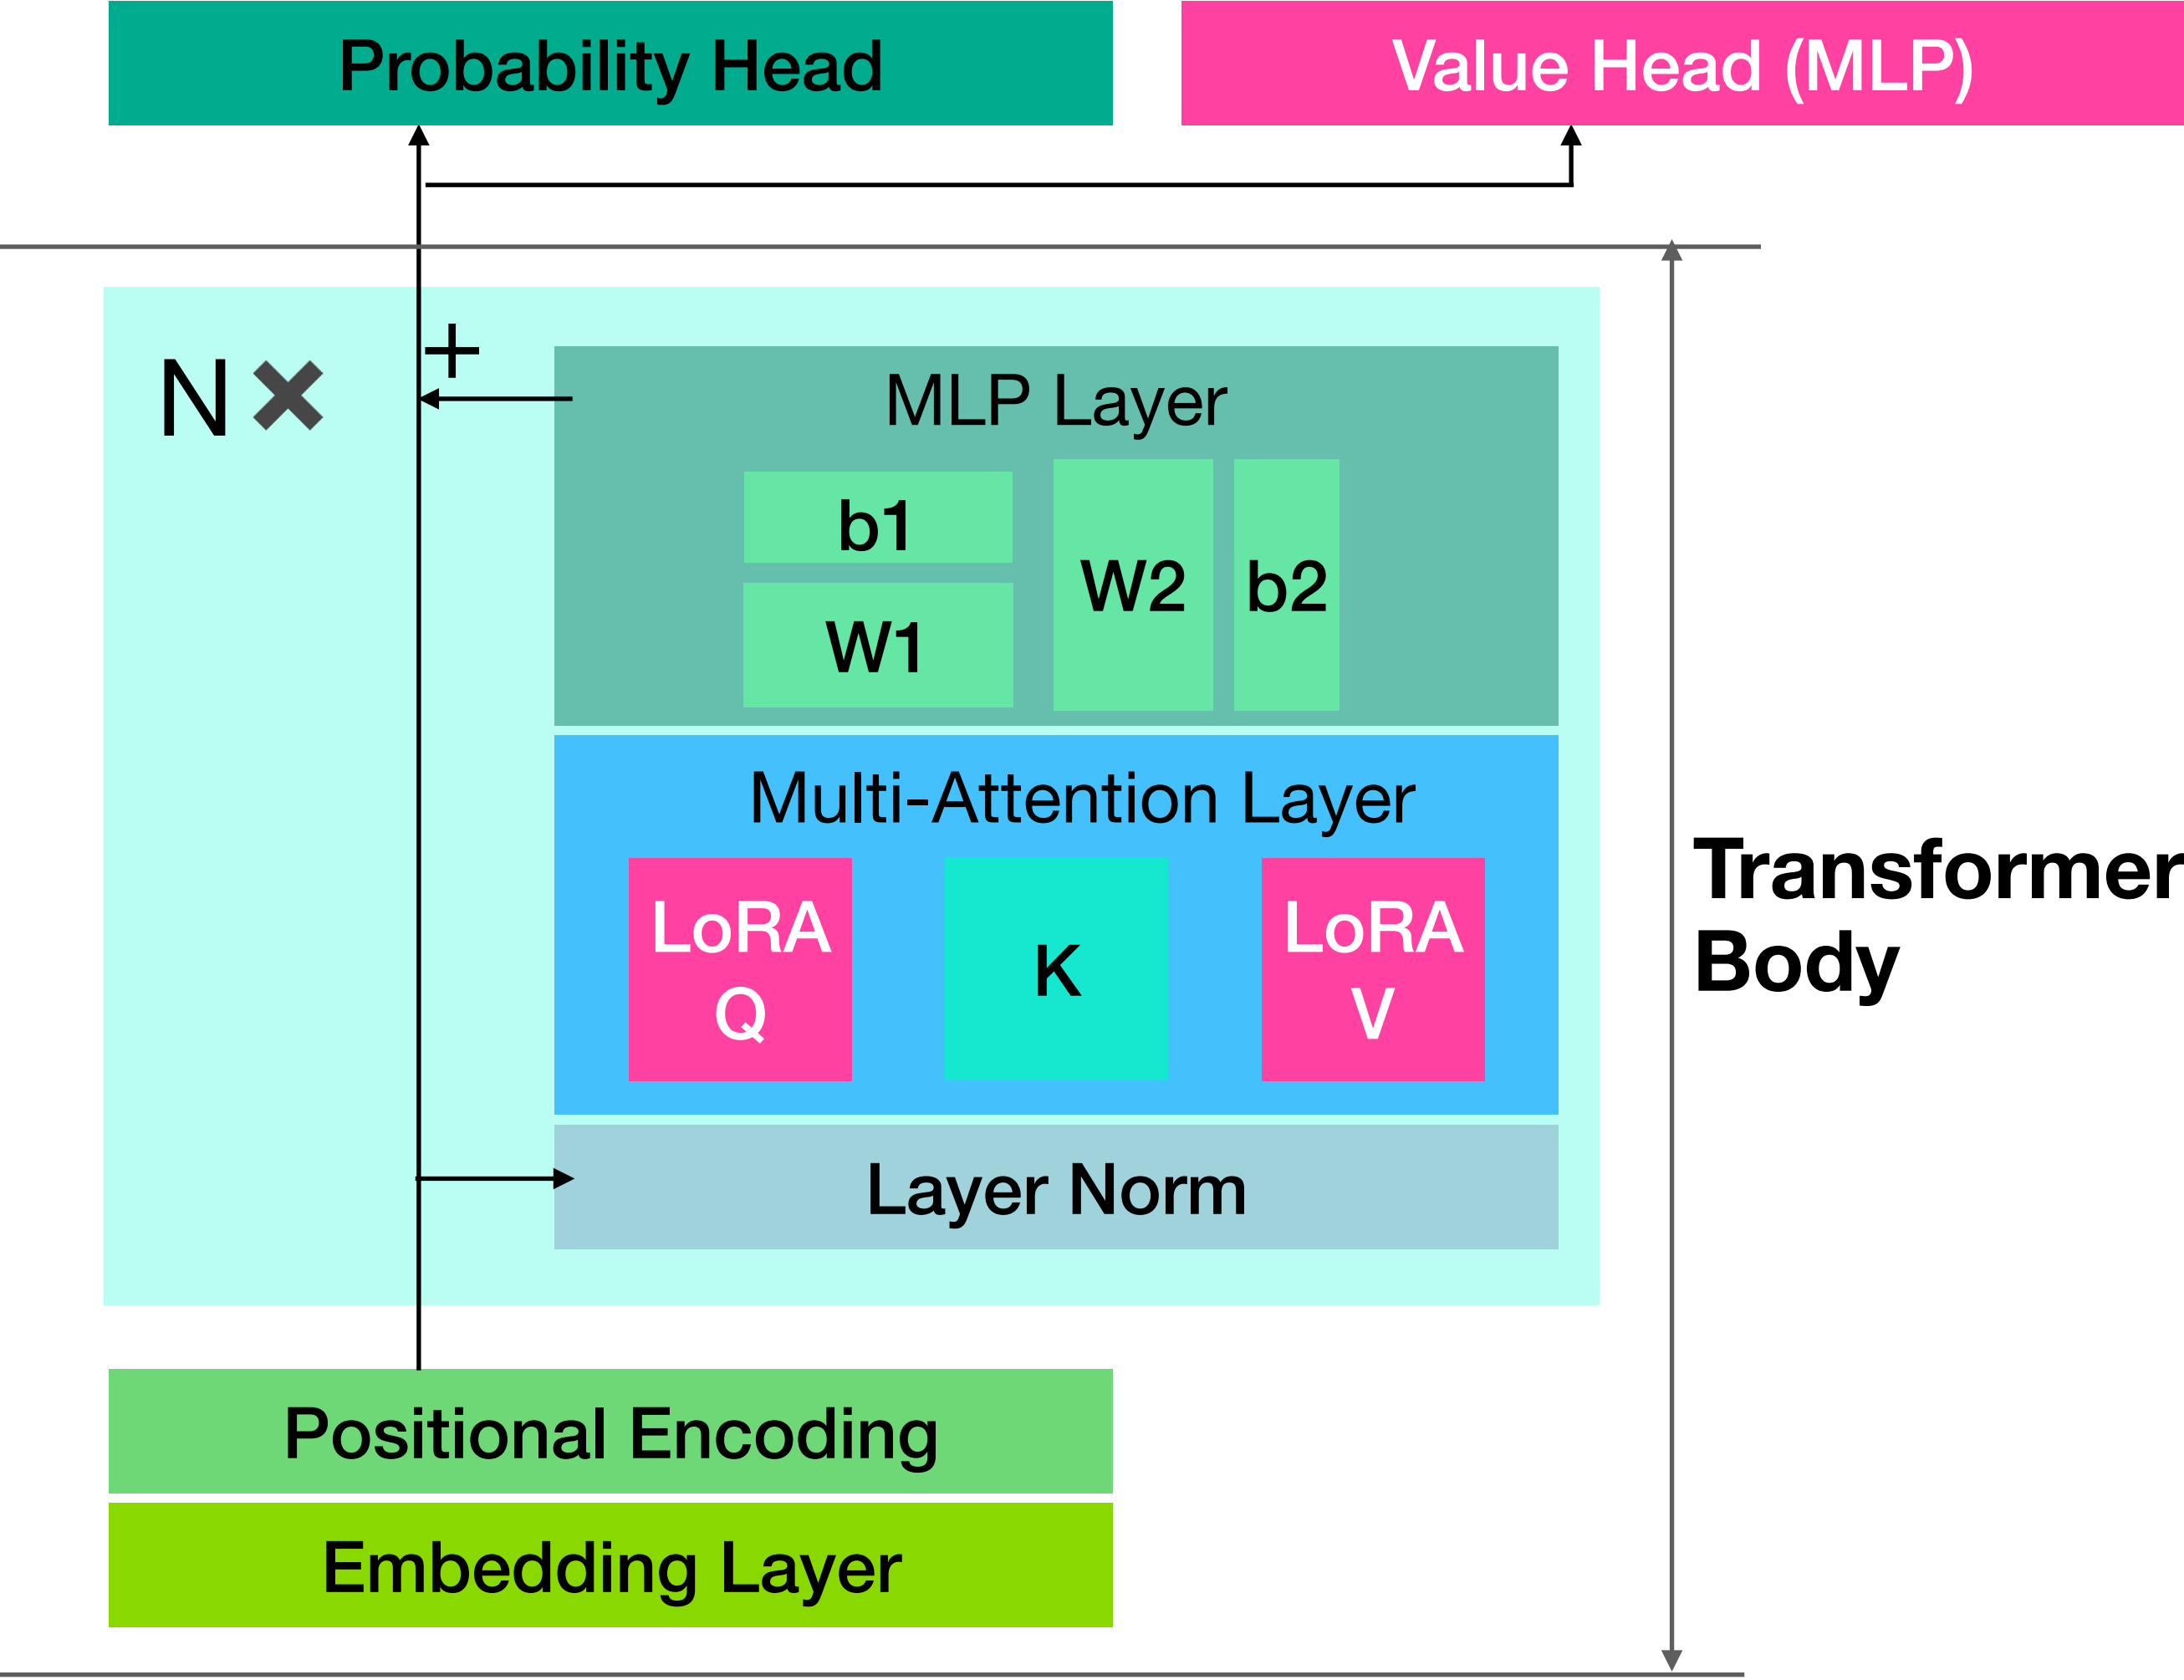 Probability Head
Value Head (MLP)
N ✖
+
MLP Layer
b1
W1
W2
b2
Multi-Attention Layer
LoRA
Q
K
LoRA
V
Layer Norm
Transformer
Body
Positional Encoding
Embedding Layer